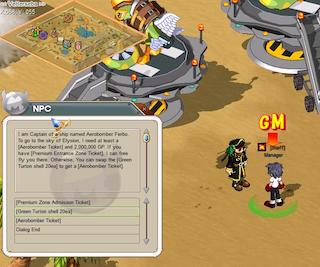 NPC
I am Captain of a ship named Aerobomber Feibo.
To go to the sky of Elysion, I need at least a
[Aerobomber Ticket] and 2,000,000 GP. If you
have [Premium Entrance Zone Ticket], I can free
fly you there. Otherwise, You can swap the [Green
Turton shell 20ea] to get a [Aerobomber Ticket].
[Premium Zone Admission Ticket]
[Green Turton shell 20ea]
[Aerobomber Ticket]
Dialog End
GM
[Staff]
Manager